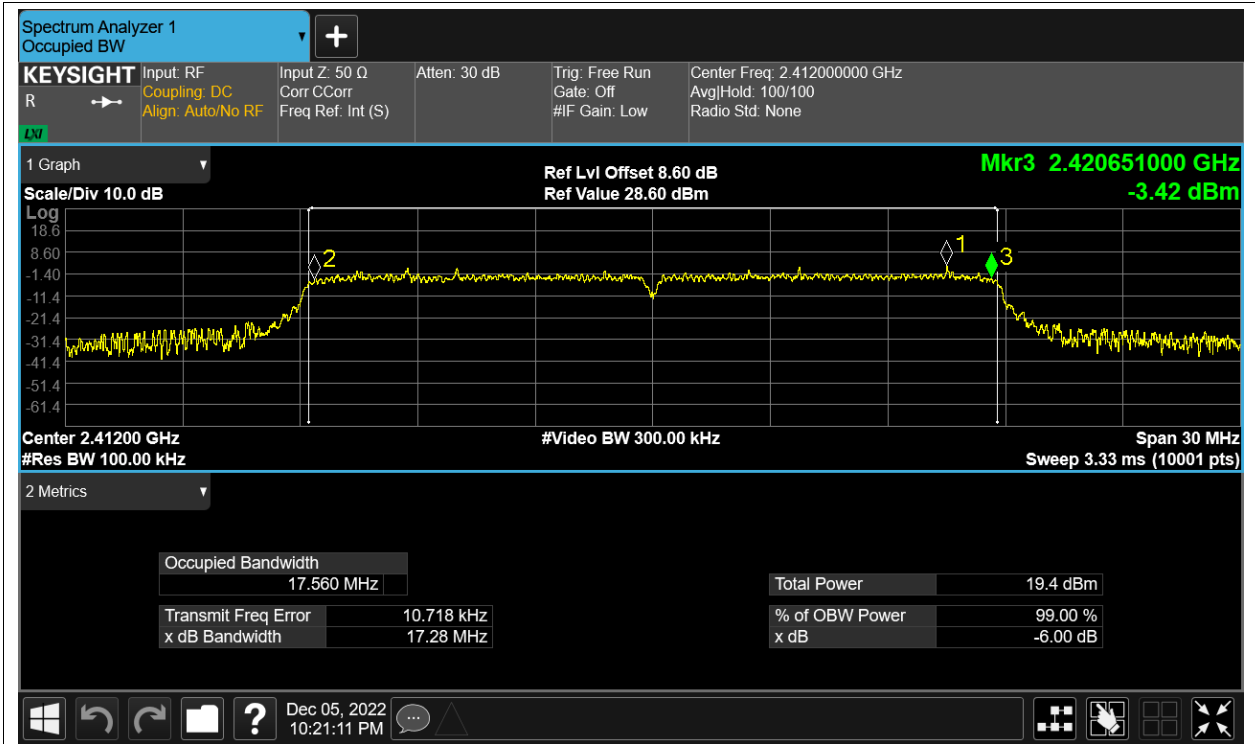 Spectrum Analyzer 1
Occupied BW
KEYSIGHT
R
LXI
Input: RF
Coupling: DC
Align: Auto/No RF
Input Z: 50 Ω
Corr CCorr
Freq Ref: Int (S)
Atten: 30 dB
Trig: Free Run
Gate: Off
#IF Gain: Low
Center Freq: 2.412000000 GHz
Avg|Hold: 100/100
Radio Std: None
1 Graph
Scale/Div 10.0 dB
Ref Lvl Offset 8.60 dB
Ref Value 28.60 dBm
Mkr3 2.420651000 GHz
-3.42 dBm
Log
18.6
8.60
-1.40
-11.4
-21.4
-31.4
-41.4
-51.4
-61.4
2
1
3
Center 2.41200 GHz
#Res BW 100.00 kHz
#Video BW 300.00 kHz
Span 30 MHz
Sweep 3.33 ms (10001 pts)
2 Metrics
Occupied Bandwidth
17.560 MHz
Transmit Freq Error 10.718 kHz
x dB Bandwidth 17.28 MHz
Total Power 19.4 dBm
% of OBW Power 99.00 %
x dB -6.00 dB
?
Dec 05, 2022
10:21:11 PM